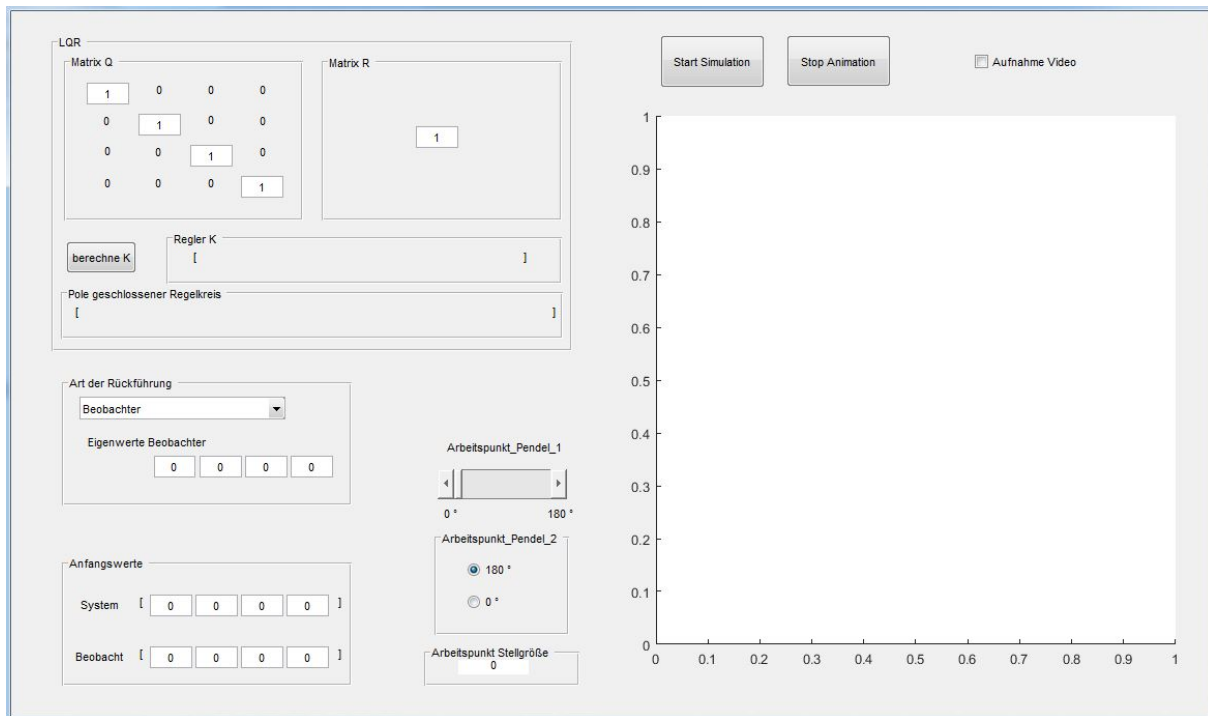 LQR
Matrix Q
1 0 0 0
0 1 0 0
0 0 1 0
0 0 0 1
Matrix R
1
berechne K
Regler K
[ ]
Pole geschlossener Regelkreis
[ ]
Art der Rückführung
Beobachter
Eigenwerte Beobachter
0 0 0 0
Anfangswerte
System [ 0 0 0 0 ]
Beobacht [ 0 0 0 0 ]
Arbeitspunkt_Pendel_1
0 ° 180 °
Arbeitspunkt_Pendel_2
180 °
0 °
Arbeitspunkt Stellgröße
0
Start Simulation
Stop Animation
Aufnahme Video
1
0.9
0.8
0.7
0.6
0.5
0.4
0.3
0.2
0.1
0
0 0.1 0.2 0.3 0.4 0.5 0.6 0.7 0.8 0.9 1